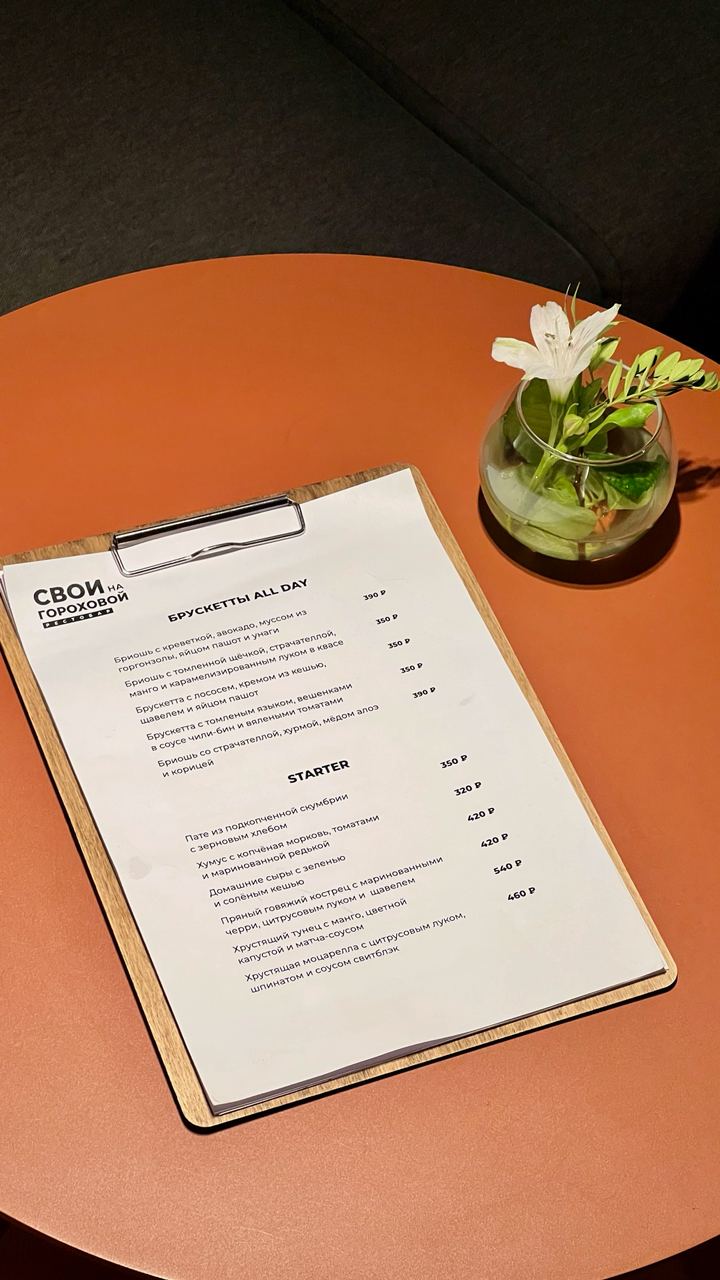 СВОИ НА
ГОРОХОВОЙ
РЕСТОРАН
БРУСКЕТТЫ ALL DAY
Бриошь с креветкой, авокадо, муссом из 390 ₽
горгонзолы, яйцом пашот и унаги
Бриошь с томленной щёчкой, страчателлой, 350 ₽
манго и карамелизированным луком в квасе
Брускетта с лососем, кремом из кешью, 350 ₽
щавелем и яйцом пашот
Брускетта с томленым языком, вешенками 350 ₽
в соусе чили-бин и вялеными томатами
Бриошь со страчателлой, хурмой, мёдом алоэ 390 ₽
и корицей
STARTER
Пате из подкопченной скумбрии 350 ₽
с зерновым хлебом
Хумус с копчёная морковь, томатами 320 ₽
и маринованной редькой
Домашние сыры с зеленью 420 ₽
и солёным кешью
Пряный говяжий кострец с маринованными 420 ₽
черри, цитрусовым луком и щавелем
Хрустящий тунец с манго, цветной 540 ₽
капустой и матча-соусом
Хрустящая моцарелла с цитрусовым луком, 460 ₽
шпинатом и соусом свитблэк